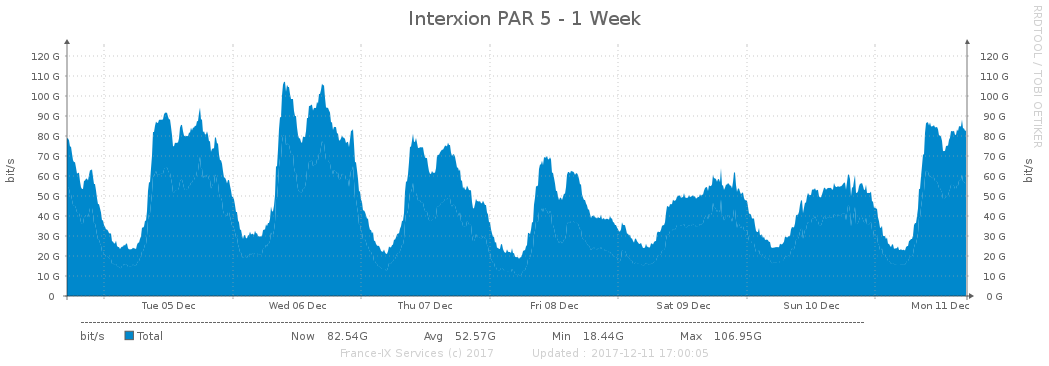 Interxion PAR 5 - 1 Week
RRDTOOL / TOBI OETIKER
bit/s
bit/s
120 G 120 G
110 G 110 G
100 G 100 G
90 G 90 G
80 G 80 G
70 G 70 G
60 G 60 G
50 G 50 G
40 G 40 G
30 G 30 G
20 G 20 G
10 G 10 G
0 0 G
Tue 05 Dec Wed 06 Dec Thu 07 Dec Fri 08 Dec Sat 09 Dec Sun 10 Dec Mon 11 Dec
bit/s Total Now 82.54G Avg 52.57G Min 18.44G Max 106.95G
France-IX Services (c) 2017 Updated : 2017-12-11 17:00:05